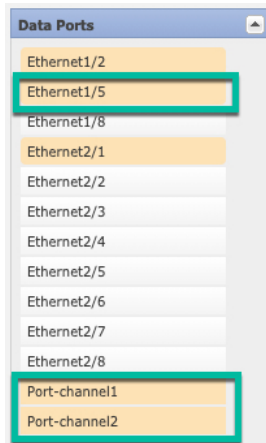 Data Ports
Ethernet1/2
Ethernet1/5
Ethernet1/8
Ethernet2/1
Ethernet2/2
Ethernet2/3
Ethernet2/4
Ethernet2/5
Ethernet2/6
Ethernet2/7
Ethernet2/8
Port-channel1
Port-channel2